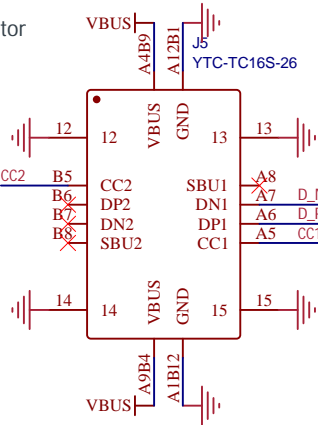 tor
VBUS
A4B9
A12B1
J5
YTC-TC16S-26
VBUS
GND
12
12
13
13
CC2
B5
CC2
SBU1
A8
B6
DP2
DN1
A7
D_N
B7
DN2
DP1
A6
D_P
B8
SBU2
CC1
A5
CC1
14
14
15
15
VBUS
GND
A9B4
A1B12
VBUS